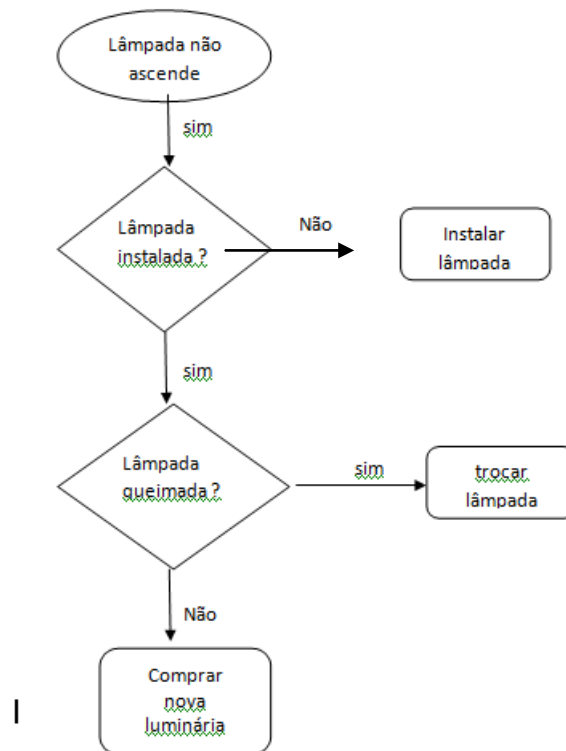 Lâmpada não
ascende
sim
Lâmpada
instalada ?
Não
Instalar
lâmpada
sim
Lâmpada
queimada ?
sim
trocar
lâmpada
Não
Comprar
nova
luminária